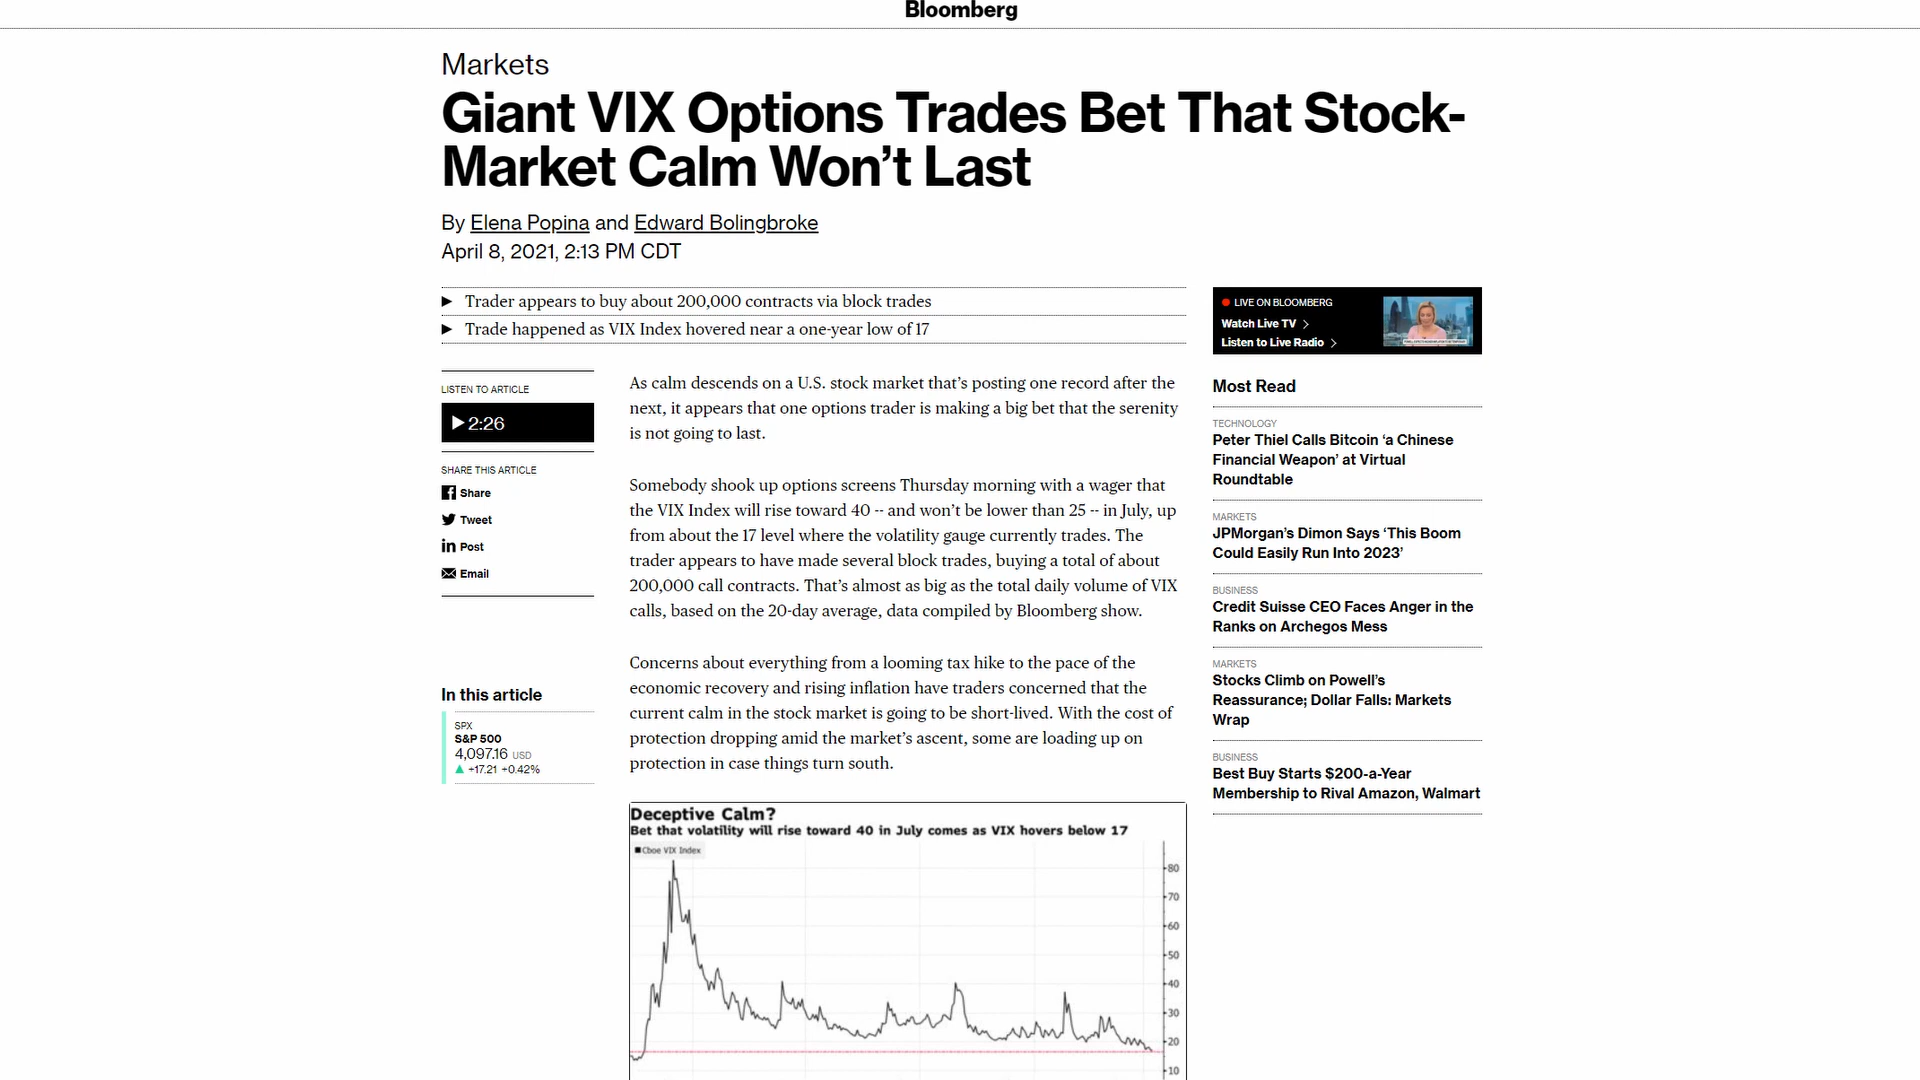 Bloomberg
Markets
Giant VIX Options Trades Bet That Stock-
Market Calm Won’t Last
By Elena Popina and Edward Bolingbroke
April 8, 2021, 2:13 PM CDT
Trader appears to buy about 200,000 contracts via block trades
Trade happened as VIX Index hovered near a one-year low of 17
LISTEN TO ARTICLE
2:26
SHARE THIS ARTICLE
Share
Tweet
Post
Email
In this article
SPX
S&P 500
4,097.16 USD
+17.21 +0.42%
As calm descends on a U.S. stock market that’s posting one record after the
next, it appears that one options trader is making a big bet that the serenity
is not going to last.
Somebody shook up options screens Thursday morning with a wager that
the VIX Index will rise toward 40 -- and won’t be lower than 25 -- in July, up
from about the 17 level where the volatility gauge currently trades. The
trader appears to have made several block trades, buying a total of about
200,000 call contracts. That’s almost as big as the total daily volume of VIX
calls, based on the 20-day average, data compiled by Bloomberg show.
Concerns about everything from a looming tax hike to the pace of the
economic recovery and rising inflation have traders concerned that the
current calm in the stock market is going to be short-lived. With the cost of
protection dropping amid the market’s ascent, some are loading up on
protection in case things turn south.
Deceptive Calm?
Bet that volatility will rise toward 40 in July comes as VIX hovers below 17
Cboe VIX Index
80
70
60
50
40
30
20
10
LIVE ON BLOOMBERG
Watch Live TV
Listen to Live Radio
Most Read
TECHNOLOGY
Peter Thiel Calls Bitcoin ‘a Chinese
Financial Weapon’ at Virtual
Roundtable
MARKETS
JPMorgan’s Dimon Says ‘This Boom
Could Easily Run Into 2023’
BUSINESS
Credit Suisse CEO Faces Anger in the
Ranks on Archegos Mess
MARKETS
Stocks Climb on Powell’s
Reassurance; Dollar Falls: Markets
Wrap
BUSINESS
Best Buy Starts $200-a-Year
Membership to Rival Amazon, Walmart